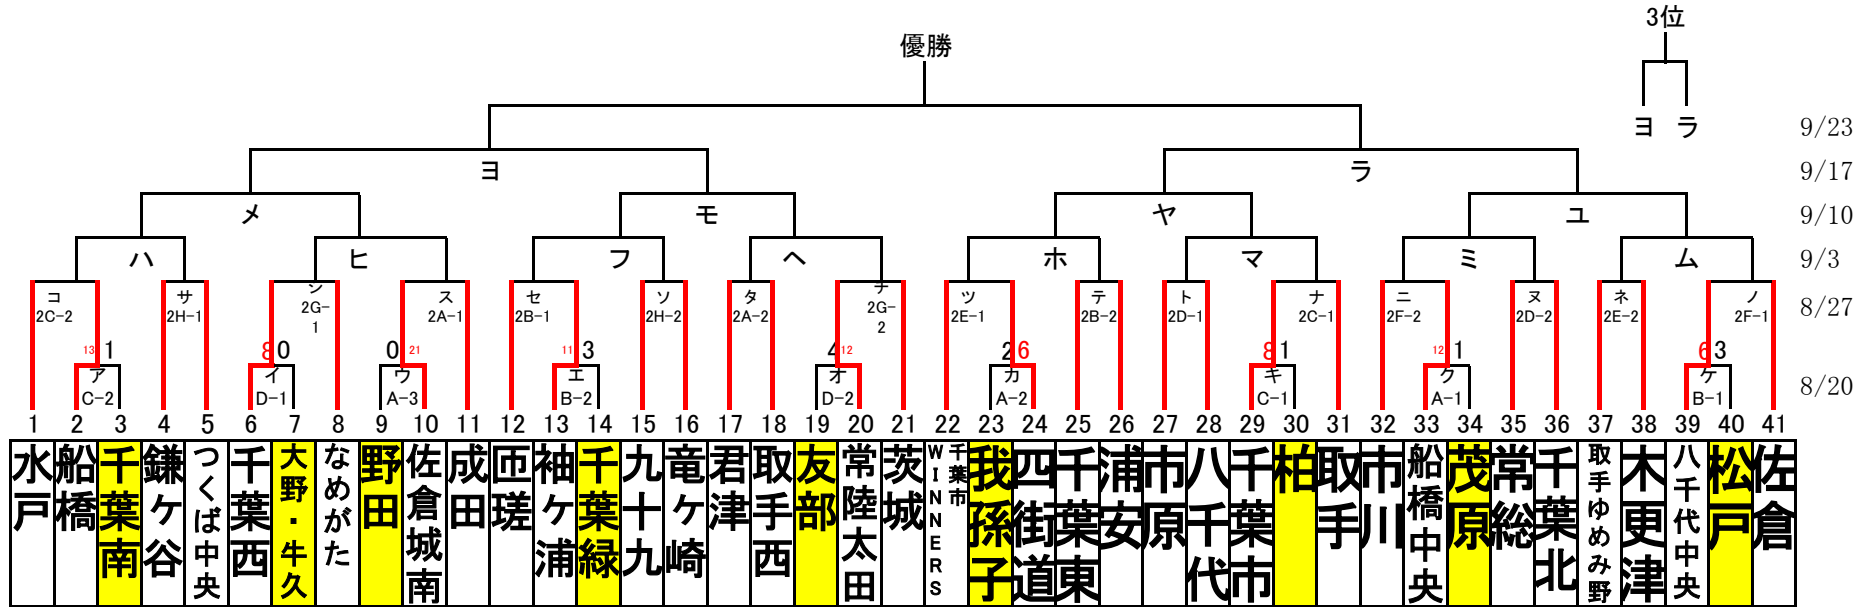 3位
優勝
ヨ ラ 9/23
ヨ ラ 9/17
メ モ ヤ ユ 9/10
ハ ヒ フ ヘ ホ マ ミ ム 9/3
コ サ シ ス セ ソ タ チ ツ テ ト ナ ニ ヌ ネ ノ
2C-2 2H-1 2G-1 2A-1 2B-1 2H-2 2A-2 2G-2 2E-1 2B-2 2D-1 2C-1 2F-2 2D-2 2E-2 2F-1 8/27
13 1 8 0 0 21 11 3 4 12 2 6 8 1 12 1 6 3
ア イ ウ エ オ カ キ ク ケ
C-2 D-1 A-3 B-2 D-2 A-2 C-1 A-1 B-1 8/20
1 2 3 4 5 6 7 8 9 10 11 12 13 14 15 16 17 18 19 20 21 22 23 24 25 26 27 28 29 30 31 32 33 34 35 36 37 38 39 40 41
水戸
船橋
千葉南
鎌ヶ谷
つくば中央
千葉西
大野・牛久
なめがた
野田
佐倉城南
成田
匝瑳
袖ヶ浦
千葉緑
九十九
竜ヶ崎
君津
取手西
友部
常陸太田
茨城
千葉市
WINNERS
我孫子
四街道
千葉東
浦安
市原
八千代
千葉市
柏
取手
市川
船橋中央
茂原
常総
千葉北
取手ゆめみ野
木更津
八千代中央
松戸
佐倉